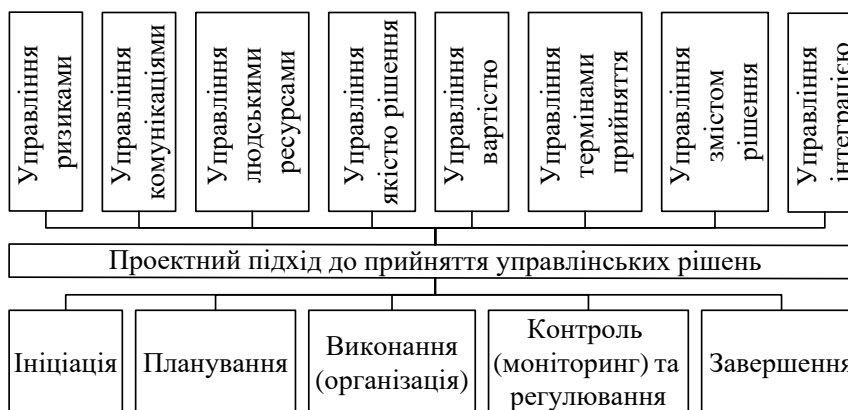 Управління
ризиками
Управління
комунікаціями
Управління
людськими
ресурсами
Управління
якістю рішення
Управління
вартістю
Управління
термінами
прийняття
Управління
змістом
рішення
Управління
інтеграцією
Проектний підхід до прийняття управлінських рішень
Ініціація
Планування
Виконання
(організація)
Контроль
(моніторинг) та
регулювання
Завершення